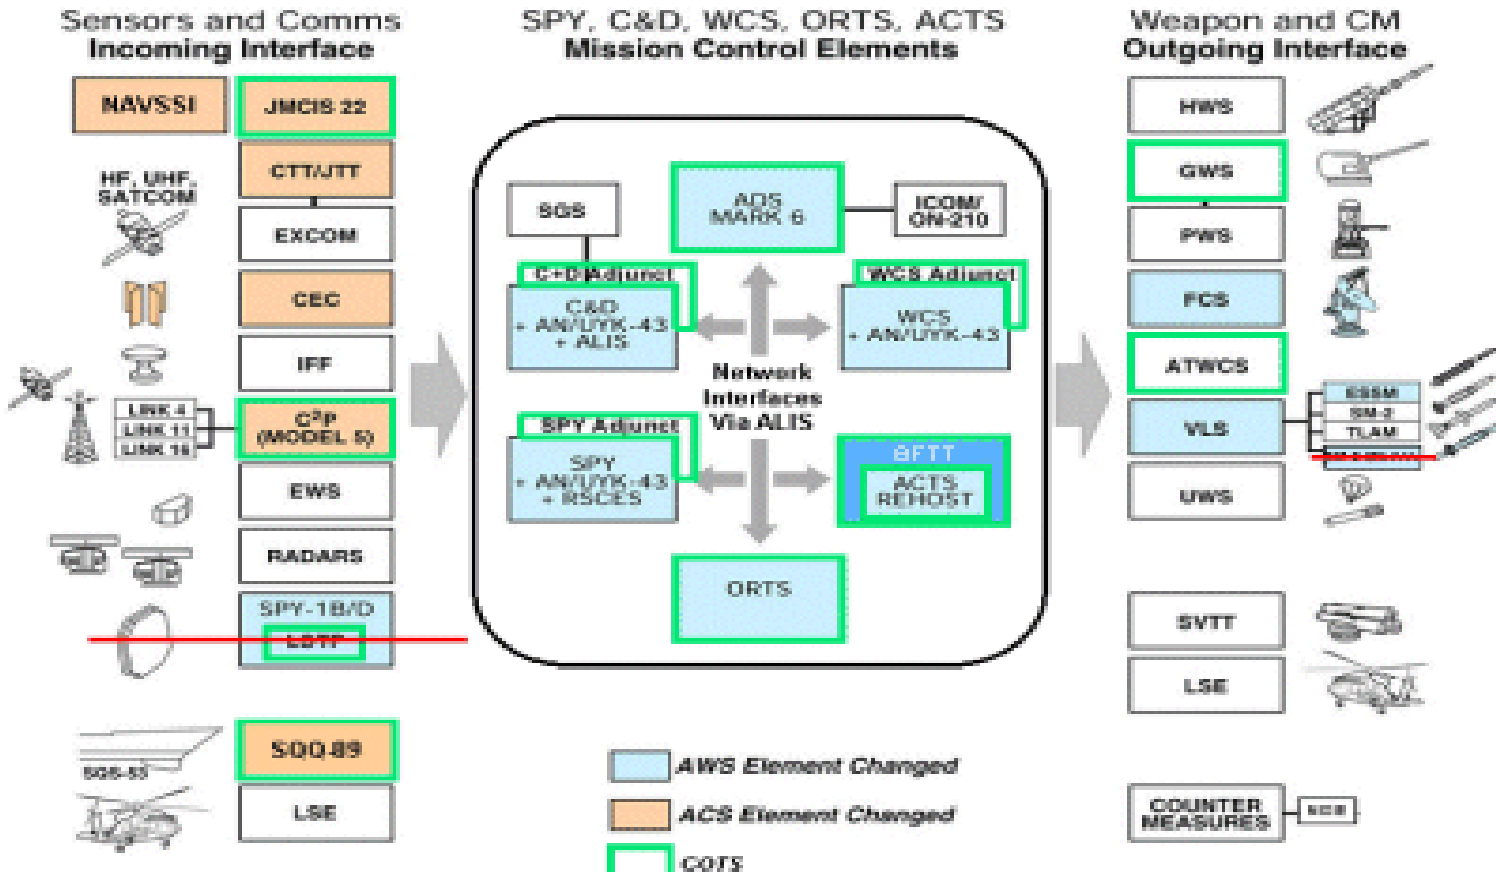 Sensors and Comms
Incoming Interface
NAVSSI
JMCIS 22
CTT/JTT
HF, UHF,
SATCOM
EXCOM
CEC
IFF
LINK 4
LINK 11
LINK 16
C²P
(MODEL 5)
EWS
RADARS
SPY-1B/D
SQQ-89
SQS-53
LSE
SPY, C&D, WCS, ORTS, ACTS
Mission Control Elements
SGS
ADS
MARK 6
ICOM/
ON-210
C+D Adjunct
C&D
+ AN/UYK-43
+ ALIS
WCS Adjunct
WCS
+ AN/UYK-43
Network
Interfaces
Via ALIS
SPY Adjunct
SPY
+ AN/UYK-43
+ RSCES
BFTT
ACTS
REHOST
ORTS
AWS Element Changed
ACS Element Changed
COTS
Weapon and CM
Outgoing Interface
HWS
GWS
PWS
FCS
ATWCS
VLS
ESSM
SM-2
TLAM
UWS
SVTT
LSE
COUNTER
MEASURES